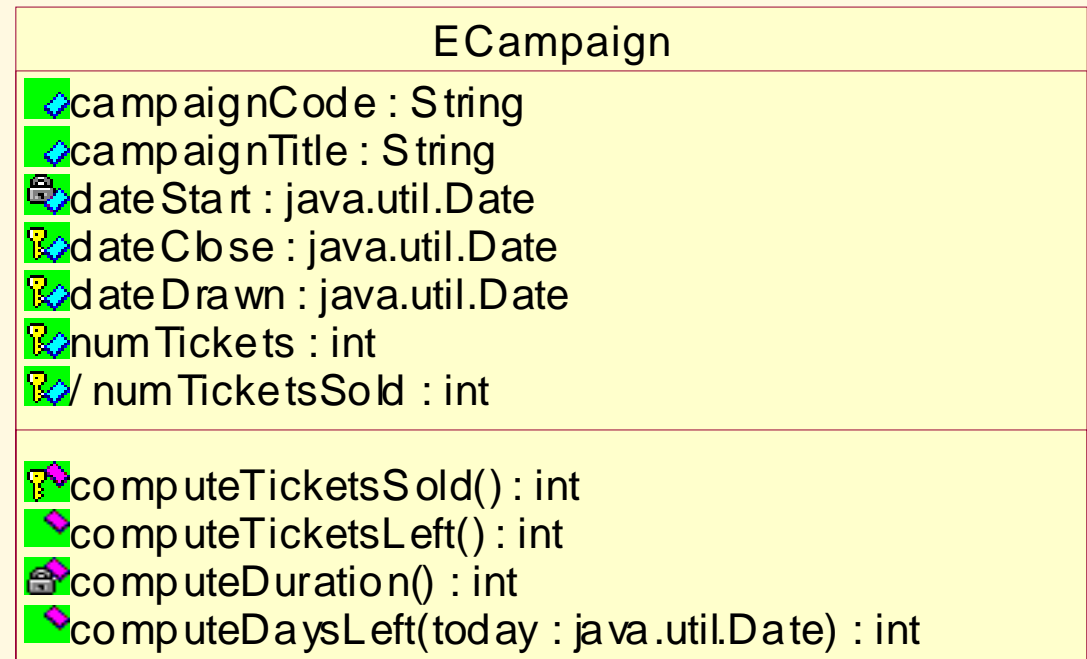 ECampaign
campaignCode : String
campaignTitle : String
dateStart : java.util.Date
dateClose : java.util.Date
dateDrawn : java.util.Date
numTickets : int
/ numTicketsSold : int
computeTicketsSold() : int
computeTicketsLeft() : int
computeDuration() : int
computeDaysLeft(today : java.util.Date) : int